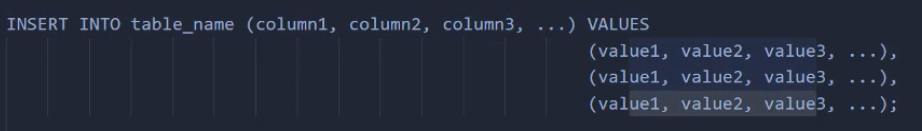 INSERT INTO table_name (column1, column2, column3, ...) VALUES
(value1, value2, value3, ...),
(value1, value2, value3, ...),
(value1, value2, value3, ...);